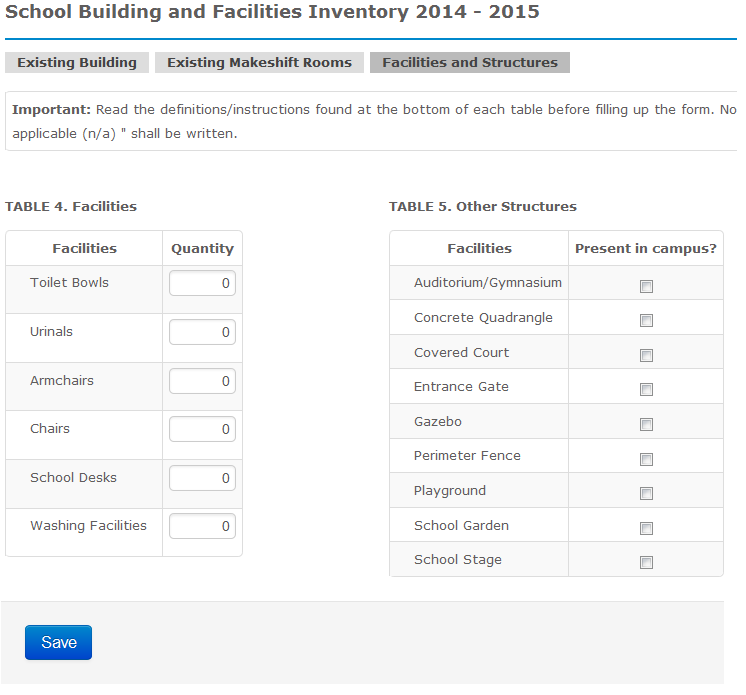 School Building and Facilities Inventory 2014 - 2015
Existing Building
Existing Makeshift Rooms
Facilities and Structures
Important: Read the definitions/instructions found at the bottom of each table before filling up the form. No
applicable (n/a) " shall be written.
TABLE 4. Facilities
Facilities Quantity
Toilet Bowls 0
Urinals 0
Armchairs 0
Chairs 0
School Desks 0
Washing Facilities 0
TABLE 5. Other Structures
Facilities Present in campus?
Auditorium/Gymnasium
Concrete Quadrangle
Covered Court
Entrance Gate
Gazebo
Perimeter Fence
Playground
School Garden
School Stage
Save